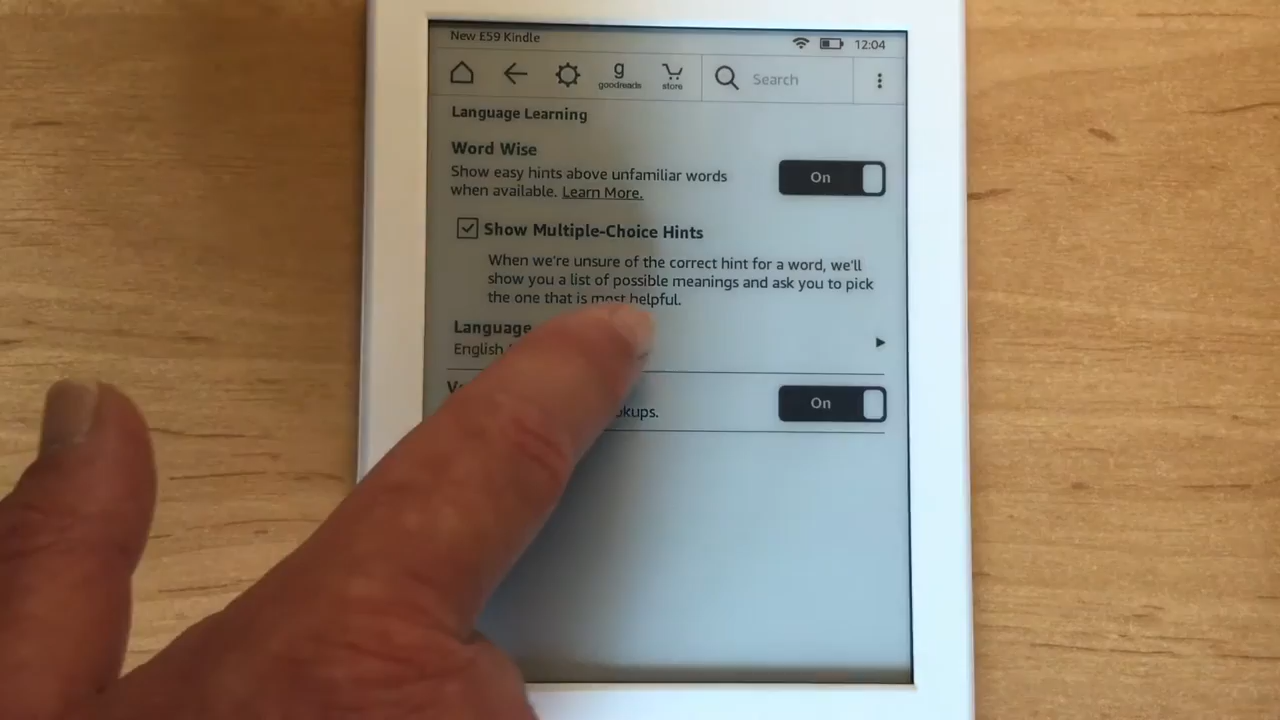 New E59 Kindle
12:04
g
goodreads
store
Search
Language Learning
Word Wise
Show easy hints above unfamiliar words
when available. Learn More.
On
Show Multiple-Choice Hints
When we're unsure of the correct hint for a word, we'll
show you a list of possible meanings and ask you to pick
the one that is most helpful.
Language
English
On